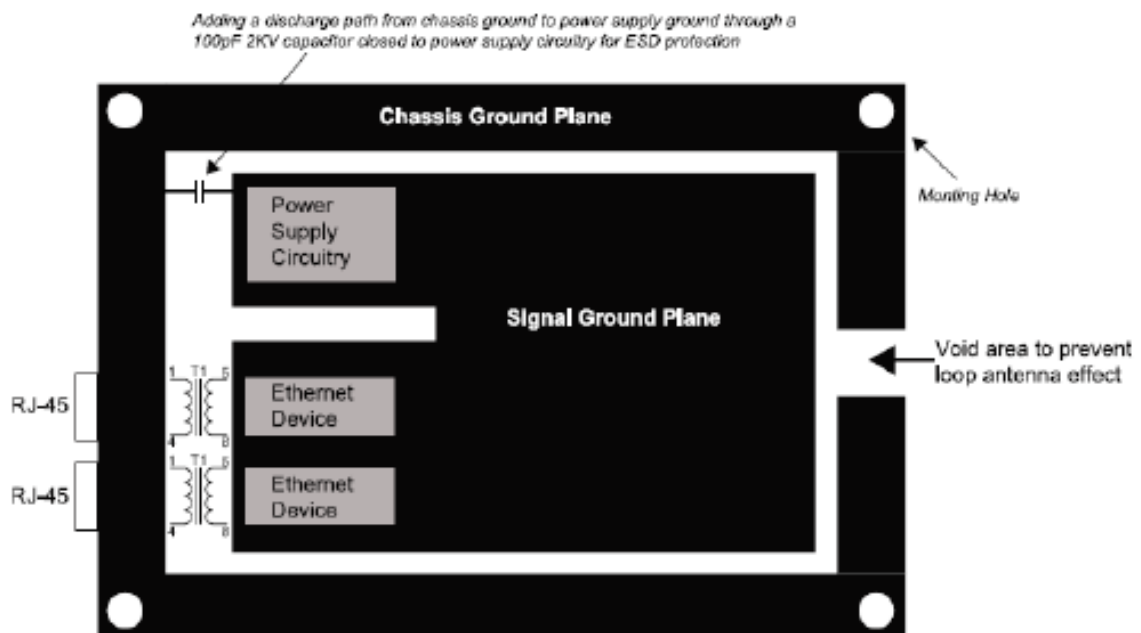 Adding a discharge path from chassis ground to power supply ground through a
100pF 2KV capacitor closed to power supply circuitry for ESD protection
Chassis Ground Plane
Monting Hole
Power
Supply
Circuitry
Signal Ground Plane
Void area to prevent
loop antenna effect
RJ-45
1 T1 5
4 8
Ethernet
Device
RJ-45
1 T1 5
4 8
Ethernet
Device